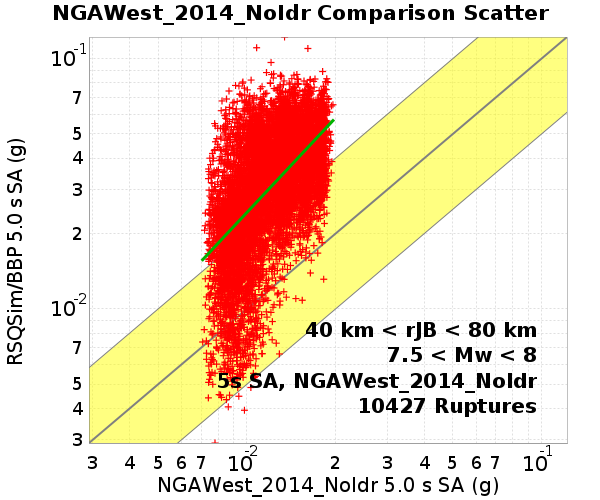 NGAWest_2014_NoIdr Comparison Scatter
RSQSim/BBP 5.0 s SA (g)
10-1
7
5
4
3
2
10-2
7
5
4
3
40 km < rJB < 80 km
7.5 < Mw < 8
5s SA, NGAWest_2014_NoIdr
10427 Ruptures
3 4 5 6 7 10-2 2 3 4 5 6 7 10-1
NGAWest_2014_NoIdr 5.0 s SA (g)